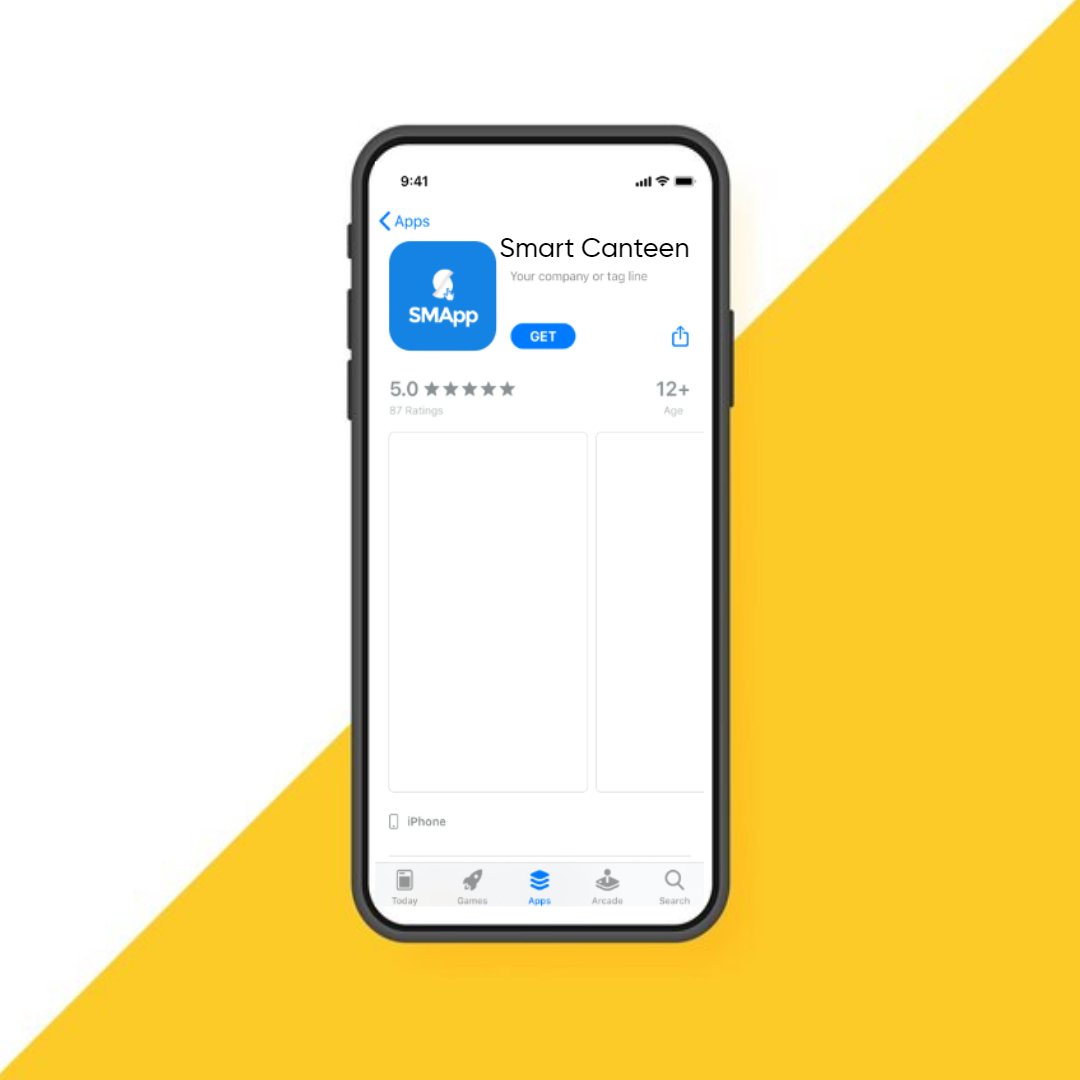 9:41
Apps
Smart Canteen
Your company or tag line
SMApp
GET
5.0
12+
87 Ratings
Age
iPhone
Today
Games
Apps
Arcade
Search